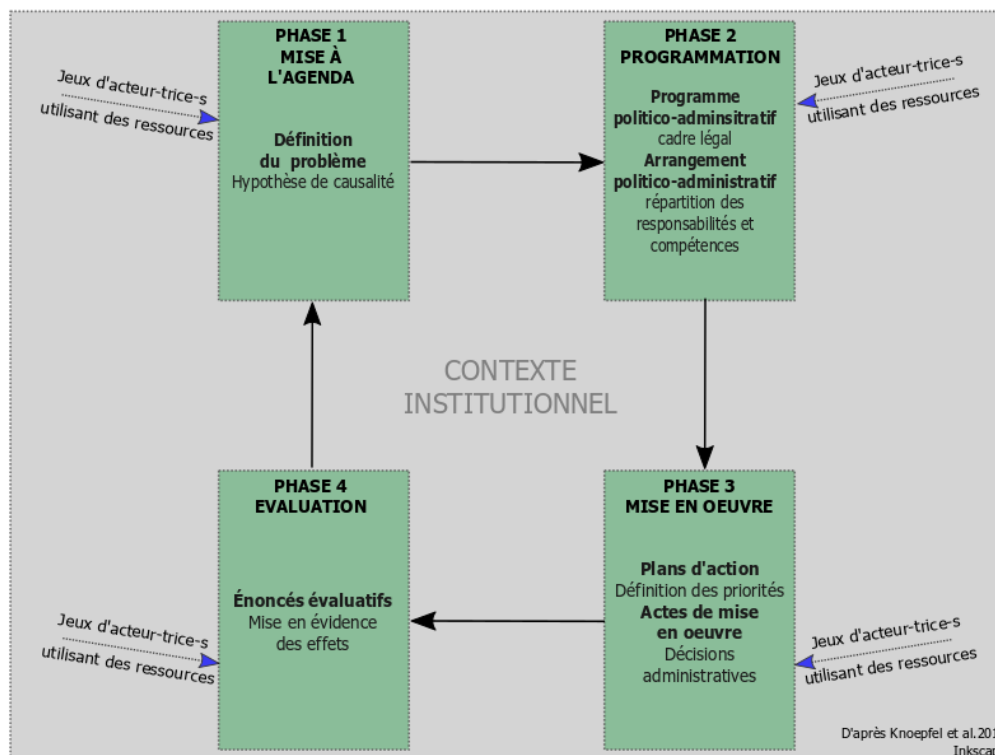 PHASE 1
MISE À
L'AGENDA
Définition
du problème
Hypothèse de causalité
Jeux d'acteur-trice-s
utilisant des ressources
PHASE 2
PROGRAMMATION
Programme
politico-adminsitratif
cadre légal
Arrangement
politico-administratif
répartition des
responsabilités et
compétences
Jeux d'acteur-trice-s
utilisant des ressources
CONTEXTE
INSTITUTIONNEL
PHASE 4
EVALUATION
Énoncés évaluatifs
Mise en évidence
des effets
Jeux d'acteur-trice-s
utilisant des ressources
PHASE 3
MISE EN OEUVRE
Plans d'action
Définition des priorités
Actes de mise
en oeuvre
Décisions
administratives
Jeux d'acteur-trice-s
utilisant des ressources
D'après Knoepfel et al.201
Inkscap